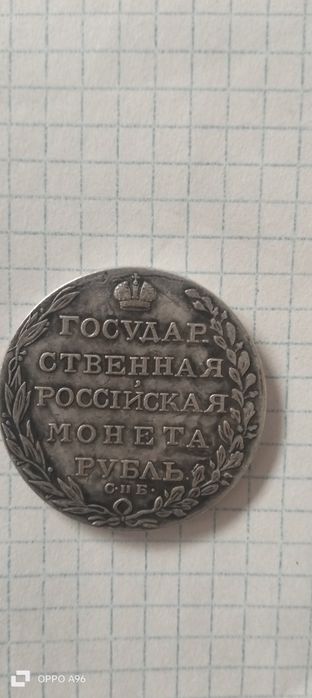 ГОСУДАР
СТВЕННАЯ
РОССІЙСКАЯ
МОНЕТА
РУБЛЬ.
С·П·Б·
OPPO A96